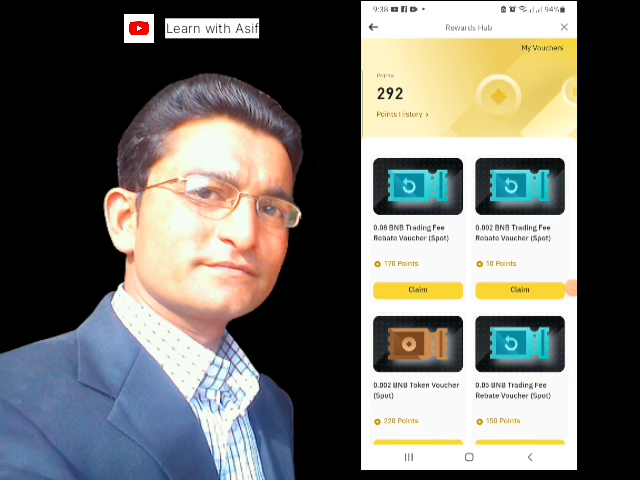 Learn with Asif
9:38
94%
Rewards Hub
My Vouchers
Points
292
Points History >
0.08 BNB Trading Fee
Rebate Voucher (Spot)
170 Points
Claim
0.002 BNB Trading Fee
Rebate Voucher (Spot)
10 Points
Claim
0.002 BNB Token Voucher
(Spot)
220 Points
0.05 BNB Trading Fee
Rebate Voucher (Spot)
150 Points